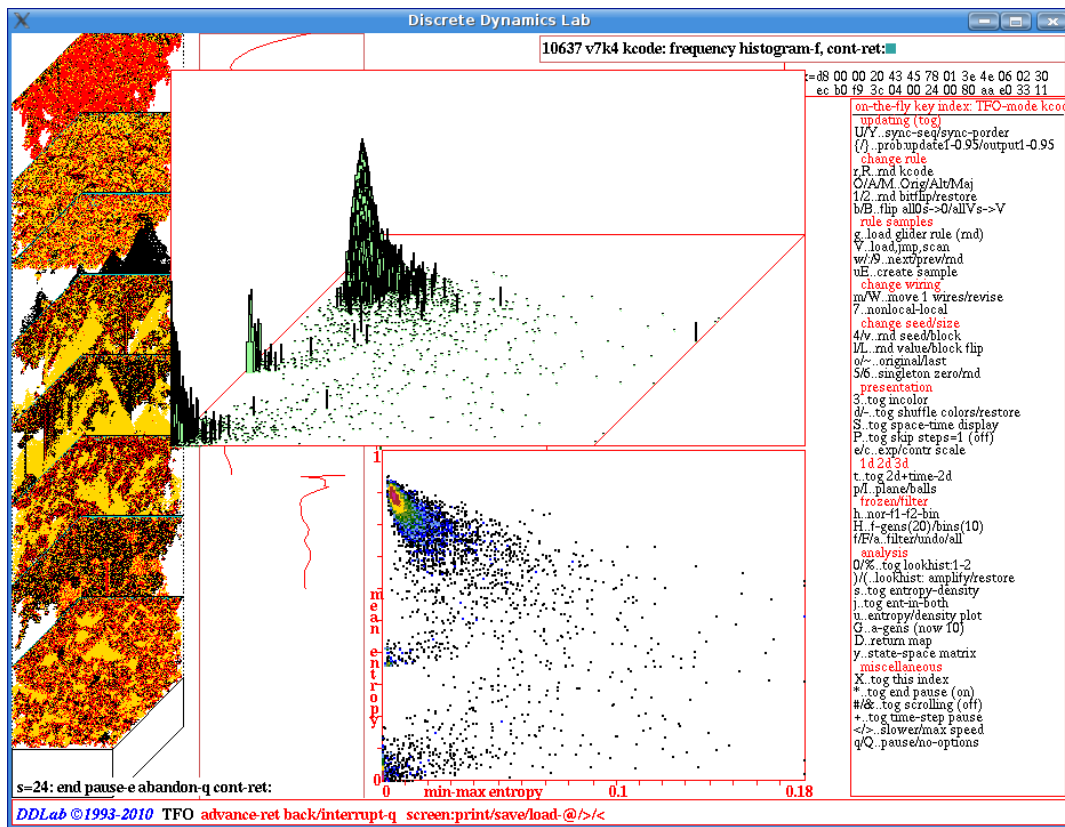 Discrete Dynamics Lab
10637 v7k4 kcode: frequency histogram-f, cont-ret:
=d8 00 00 20 43 45 78 01 3e 4e 06 02 30
ec b0 f9 3c 04 00 24 00 80 aa e0 33 11
on-the-fly key index: TFO-mode kcod
updating (tog)
U/Y..sync-seq/sync-porder
{/}..prob:update1-0.95/output1-0.95
change rule
r,R..rnd kcode
O/A/M..Orig/Alt/Maj
1/2..rnd bitflip/restore
b/B..flip all0s->0/allVs->V
rule samples
g..load glider rule (rnd)
V..load,jmp,scan
w/:/9..next/prev/rnd
uE..create sample
change wiring
m/W..move 1 wires/revise
7..nonlocal-local
change seed/size
4/v..rnd seed/block
l/L..rnd value/block flip
o/~..original/last
5/6..singleton zero/rnd
presentation
3..tog incolor
d/-..tog shuffle colors/restore
S..tog space-time display
P..tog skip steps=1 (off)
e/c..exp/contr scale
1d 2d 3d
t..tog 2d+time-2d
p/I..plane/balls
frozen/filter
h..nor-f1-f2-bin
H..f-gens(20)/bins(10)
f/F/a..filter/undo/all
analysis
0/%..tog lookhist:1-2
)/(..lookhist: amplify/restore
s..tog entropy-density
j..tog ent-in-both
u..entropy/density plot
G..a-gens (now 10)
D..return map
y..state-space matrix
miscellaneous
X..tog this index
*..tog end pause (on)
#/&..tog scrolling (off)
+..tog time-step pause
</>..slower/max speed
q/Q..pause/no-options
1
mean entropy
0
0
min-max entropy
0.1
0.18
s=24: end pause-e abandon-q cont-ret:
DDLab ©1993-2010 TFO advance-ret back/interrupt-q screen:print/save/load-@/>/<